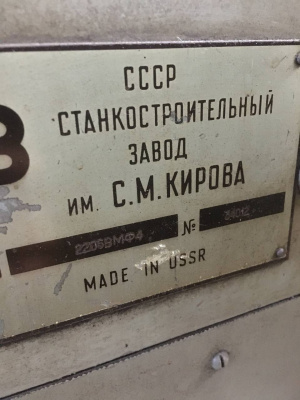 СССР
СТАНКОСТРОИТЕЛЬНЫЙ
ЗАВОД
ИМ. С.М.КИРОВА
2206ВМФ4 №
MADE IN USSR